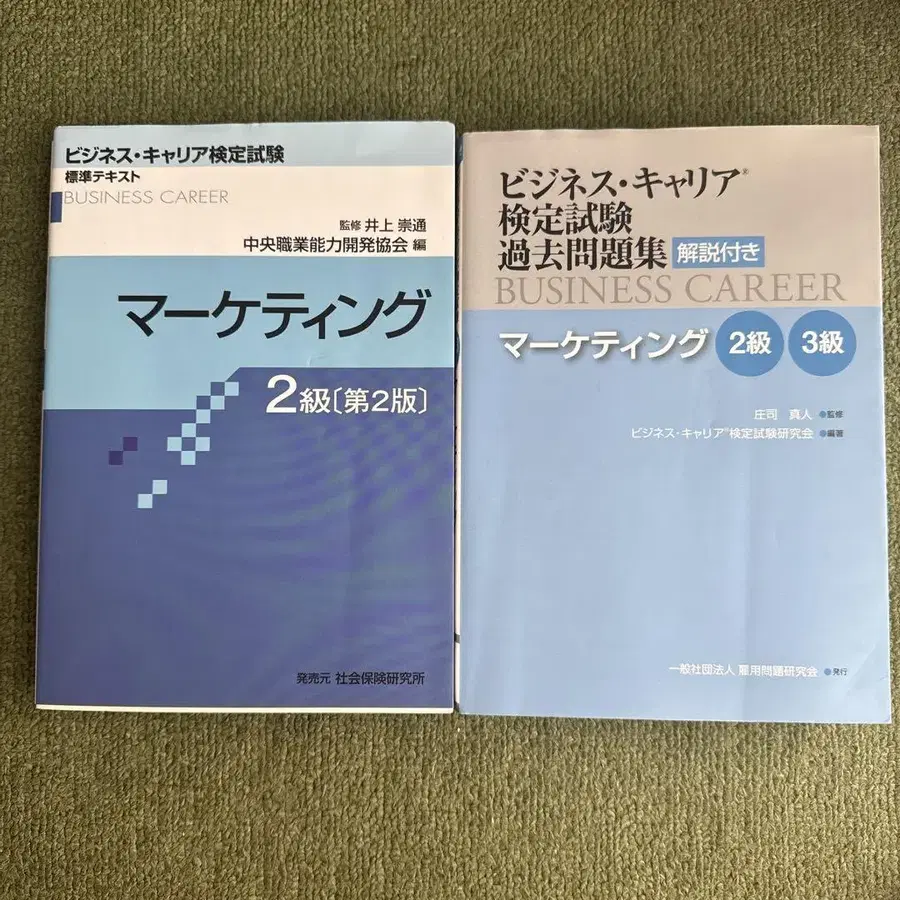 ビジネス・キャリア検定試験
標準テキスト
BUSINESS CAREER
監修 井上 崇通
中央職業能力開発協会 編
マーケティング
2級〔第2版〕
発売元 社会保険研究所
ビジネス・キャリア®
検定試験
過去問題集 解説付き
BUSINESS CAREER
マーケティング 2級 3級
庄司 真人 ●監修
ビジネス・キャリア®検定試験研究会 ●編著
一般社団法人 雇用問題研究会 ●発行